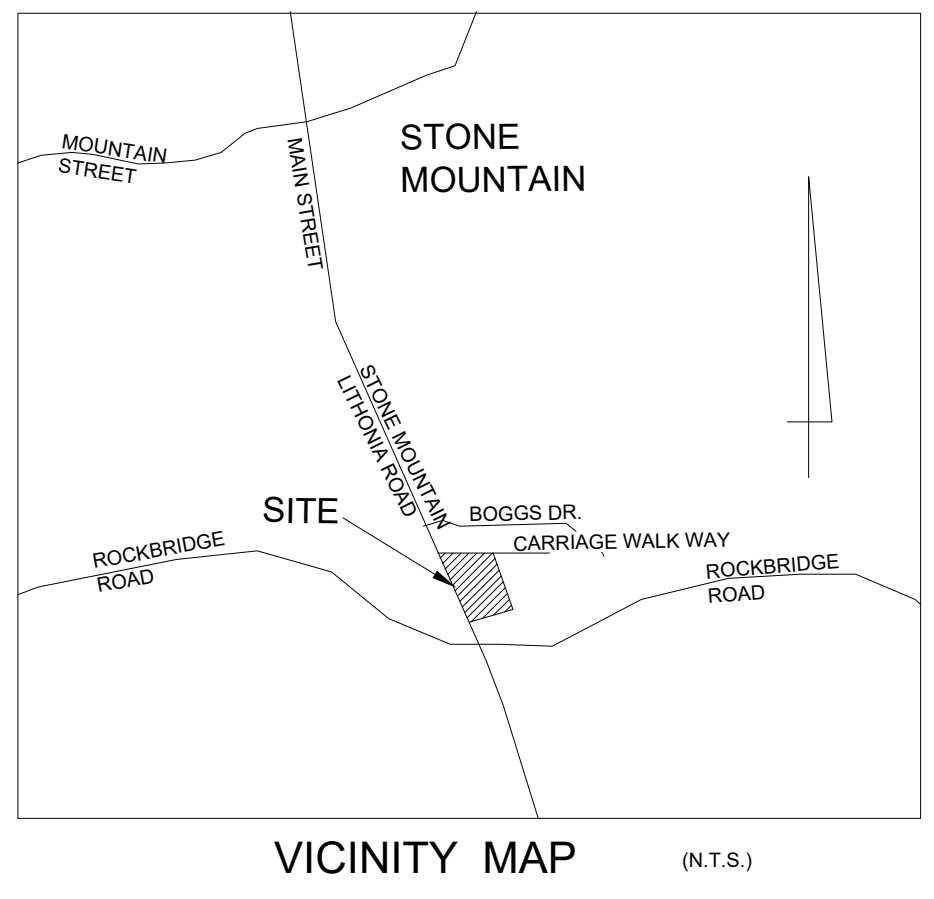 MOUNTAIN
STREET
MAIN STREET
STONE
MOUNTAIN
STONE MOUNTAIN
LITHONIA ROAD
SITE
BOGGS DR.
CARRIAGE WALK WAY
ROCKBRIDGE
ROAD
ROCKBRIDGE
ROAD
VICINITY MAP
(N.T.S.)